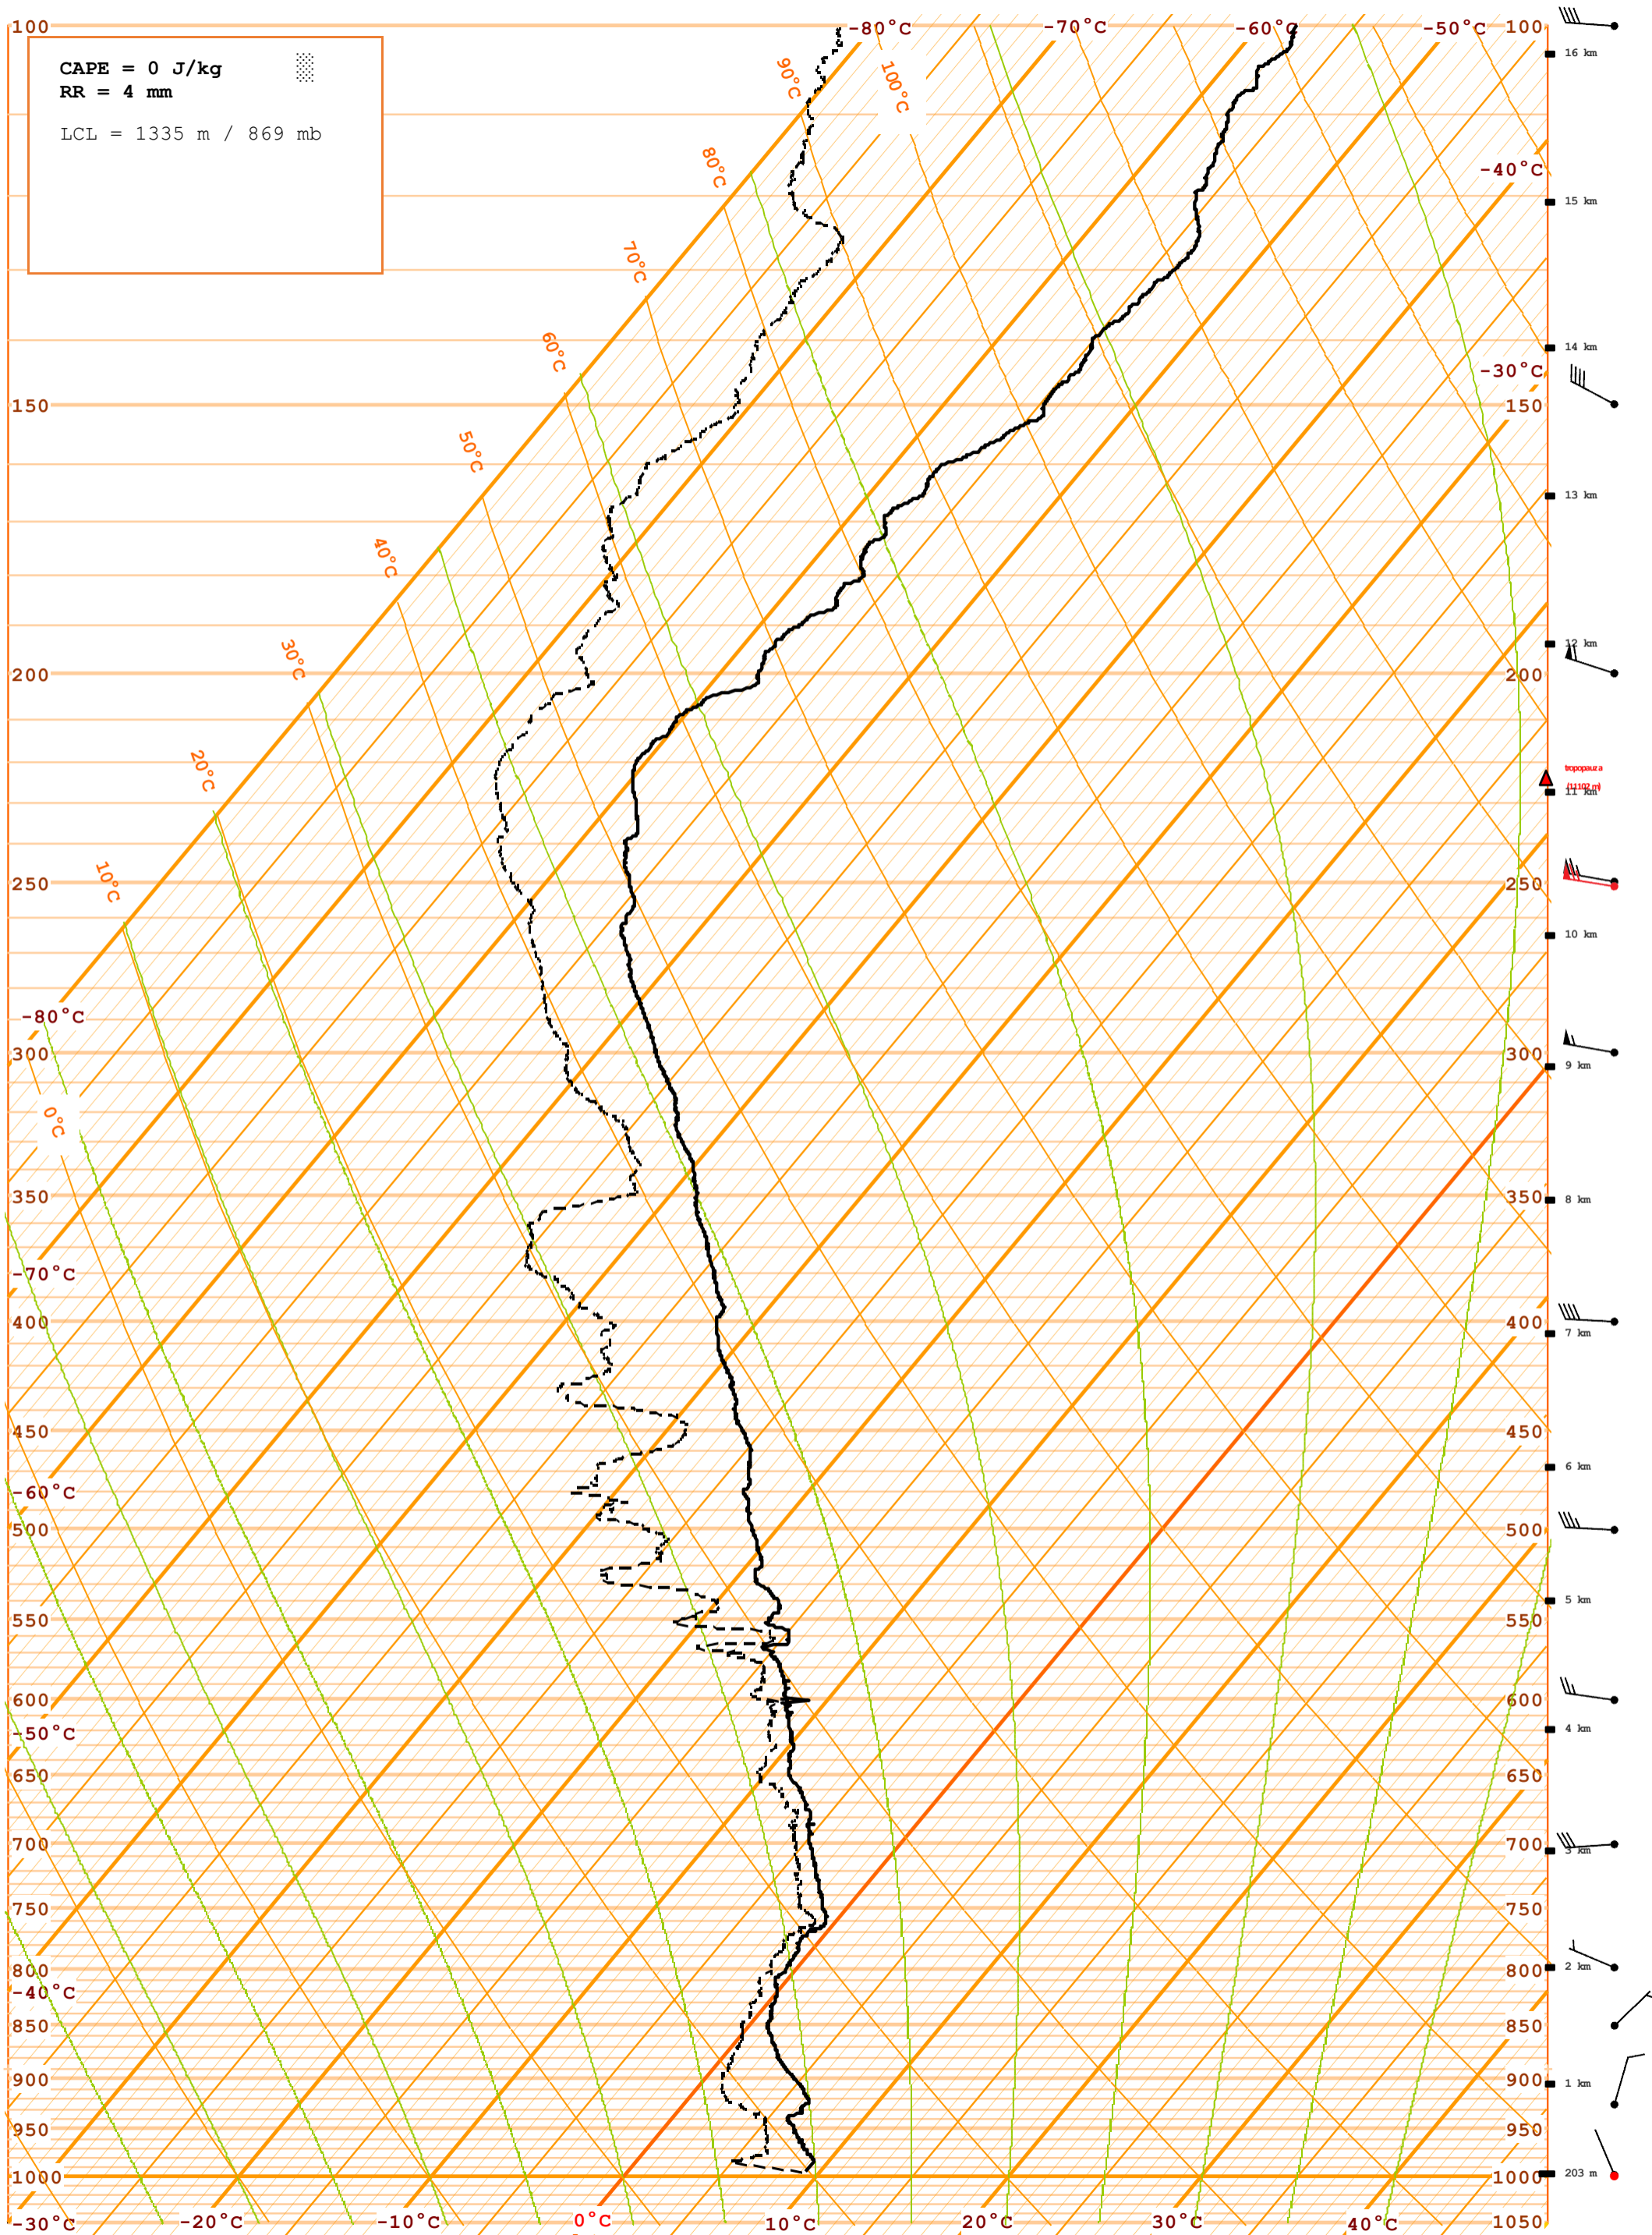 100 -80°C -70°C -60°C -50°C 100
CAPE = 0 J/kg
RR = 4 mm
LCL = 1335 m / 869 mb
16 km
90°C 100°C
80°C
-40°C
15 km
70°C
60°C
14 km
-30°C
150 150
50°C
13 km
40°C
30°C
12 km
200 200
20°C
tropopauza
(11102 m)
11 km
10°C
250 250
10 km
-80°C
300 300
9 km
0°C
350 350
8 km
-70°C
400 400
7 km
450 450
6 km
-60°C
500 500
5 km
550 550
600 600
4 km
-50°C
650 650
700 700
3 km
750 750
800 800
2 km
-40°C
850 850
900 900
1 km
950 950
1000 1000
203 m
-30°C -20°C -10°C 0°C 10°C 20°C 30°C 40°C 1050